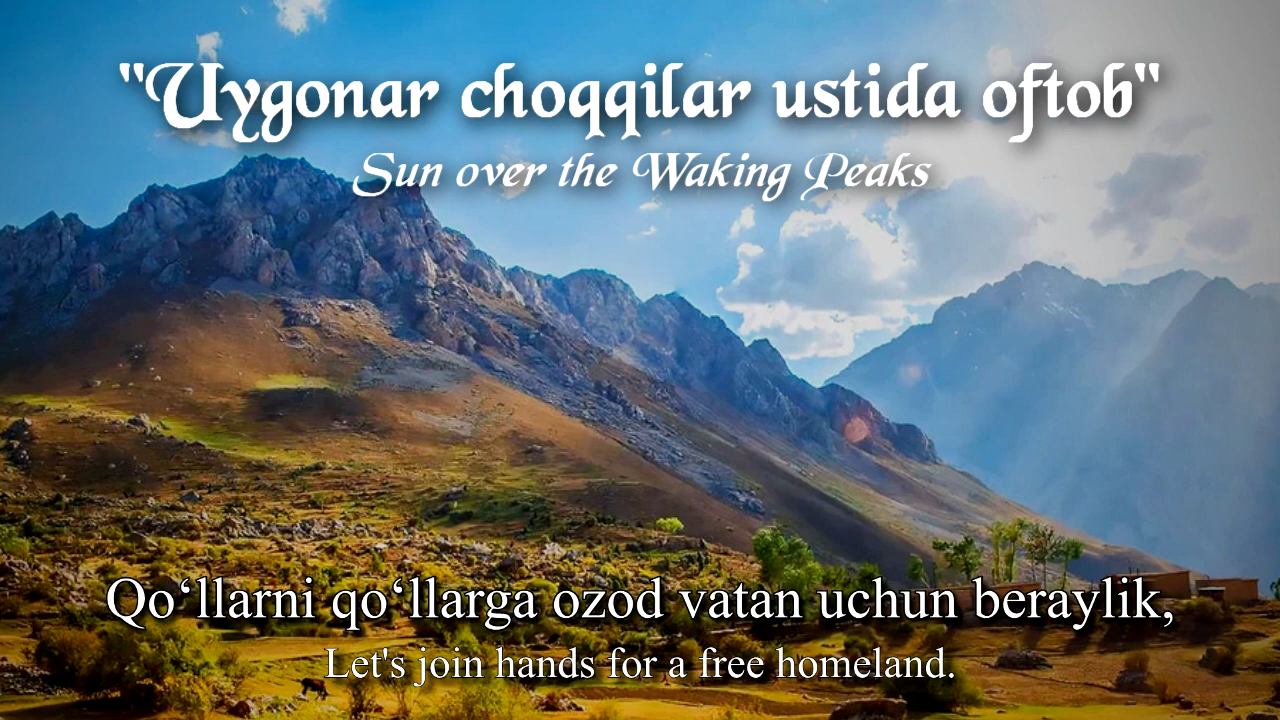 "Uygonar choqqilar ustida oftob"
Sun over the Waking Peaks
Qo‘llarni qo‘llarga ozod vatan uchun beraylik,
Let's join hands for a free homeland.